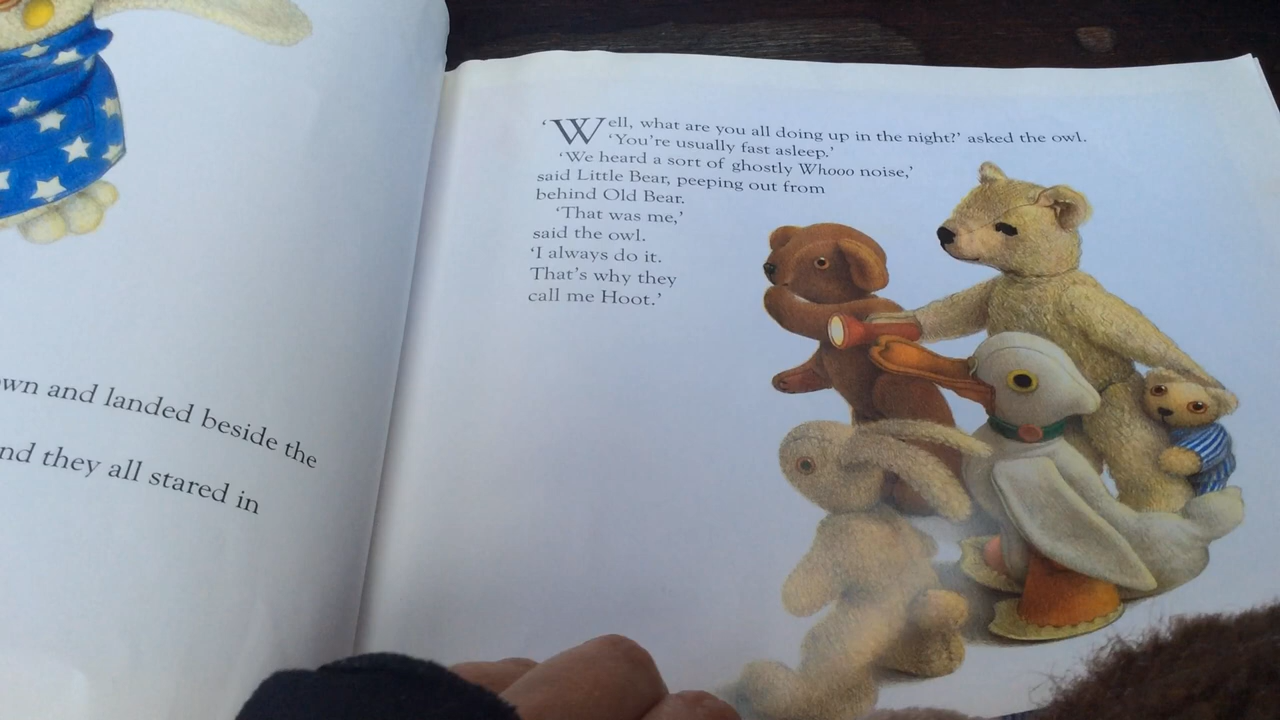 wn and landed beside the
nd they all stared in
‘Well, what are you all doing up in the night?’ asked the owl.
‘You’re usually fast asleep.’
‘We heard a sort of ghostly Whooo noise,’
said Little Bear, peeping out from
behind Old Bear.
‘That was me,’
said the owl.
‘I always do it.
That’s why they
call me Hoot.’